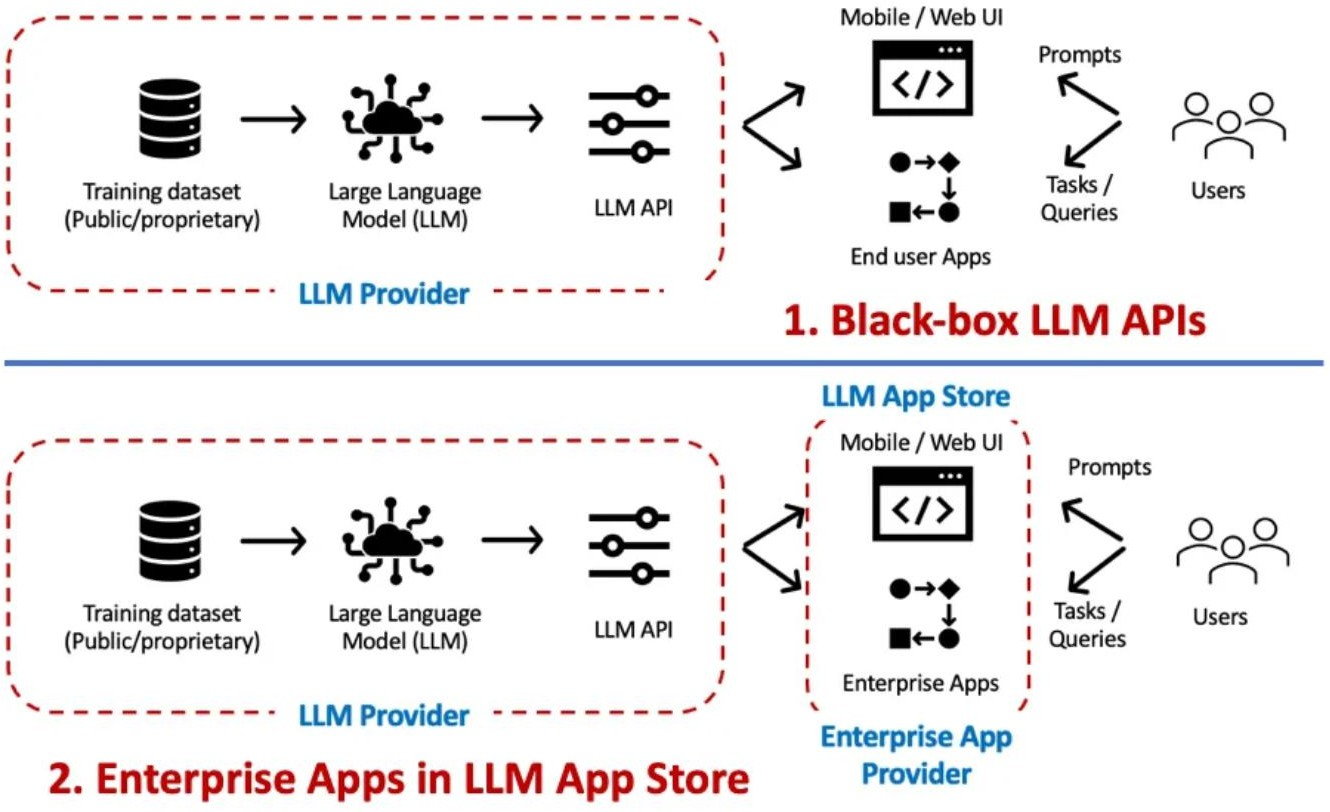 Mobile / Web UI
Prompts
</>
Training dataset
(Public/proprietary)
Large Language
Model (LLM)
LLM API
Tasks /
Queries
Users
End user Apps
LLM Provider
1. Black-box LLM APIs
LLM App Store
Mobile / Web UI
Prompts
</>
Training dataset
(Public/proprietary)
Large Language
Model (LLM)
LLM API
Tasks /
Queries
Users
Enterprise Apps
LLM Provider
Enterprise App
Provider
2. Enterprise Apps in LLM App Store